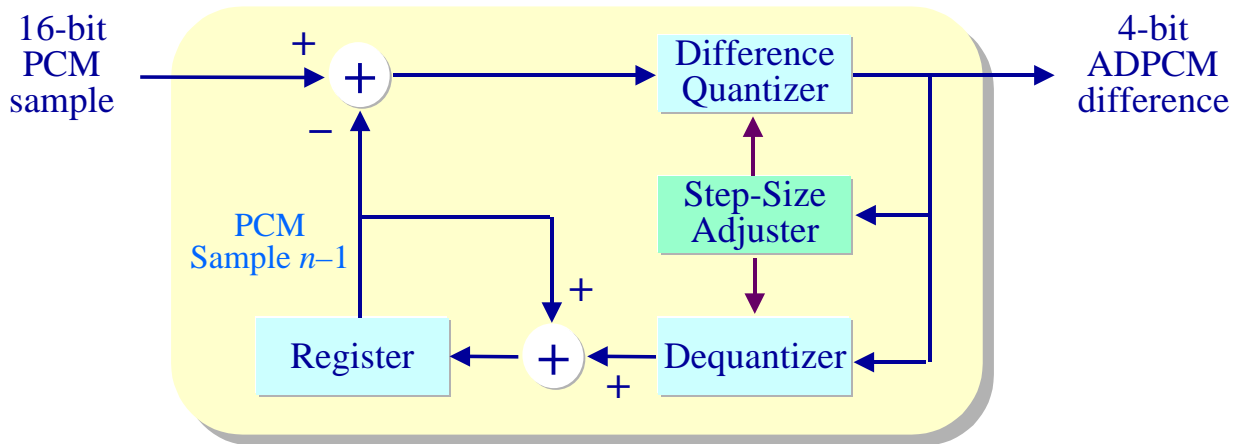 16-bit
PCM
sample
+
+
−
Difference
Quantizer
4-bit
ADPCM
difference
Step-Size
Adjuster
PCM
Sample n–1
+
Register
+
+
Dequantizer